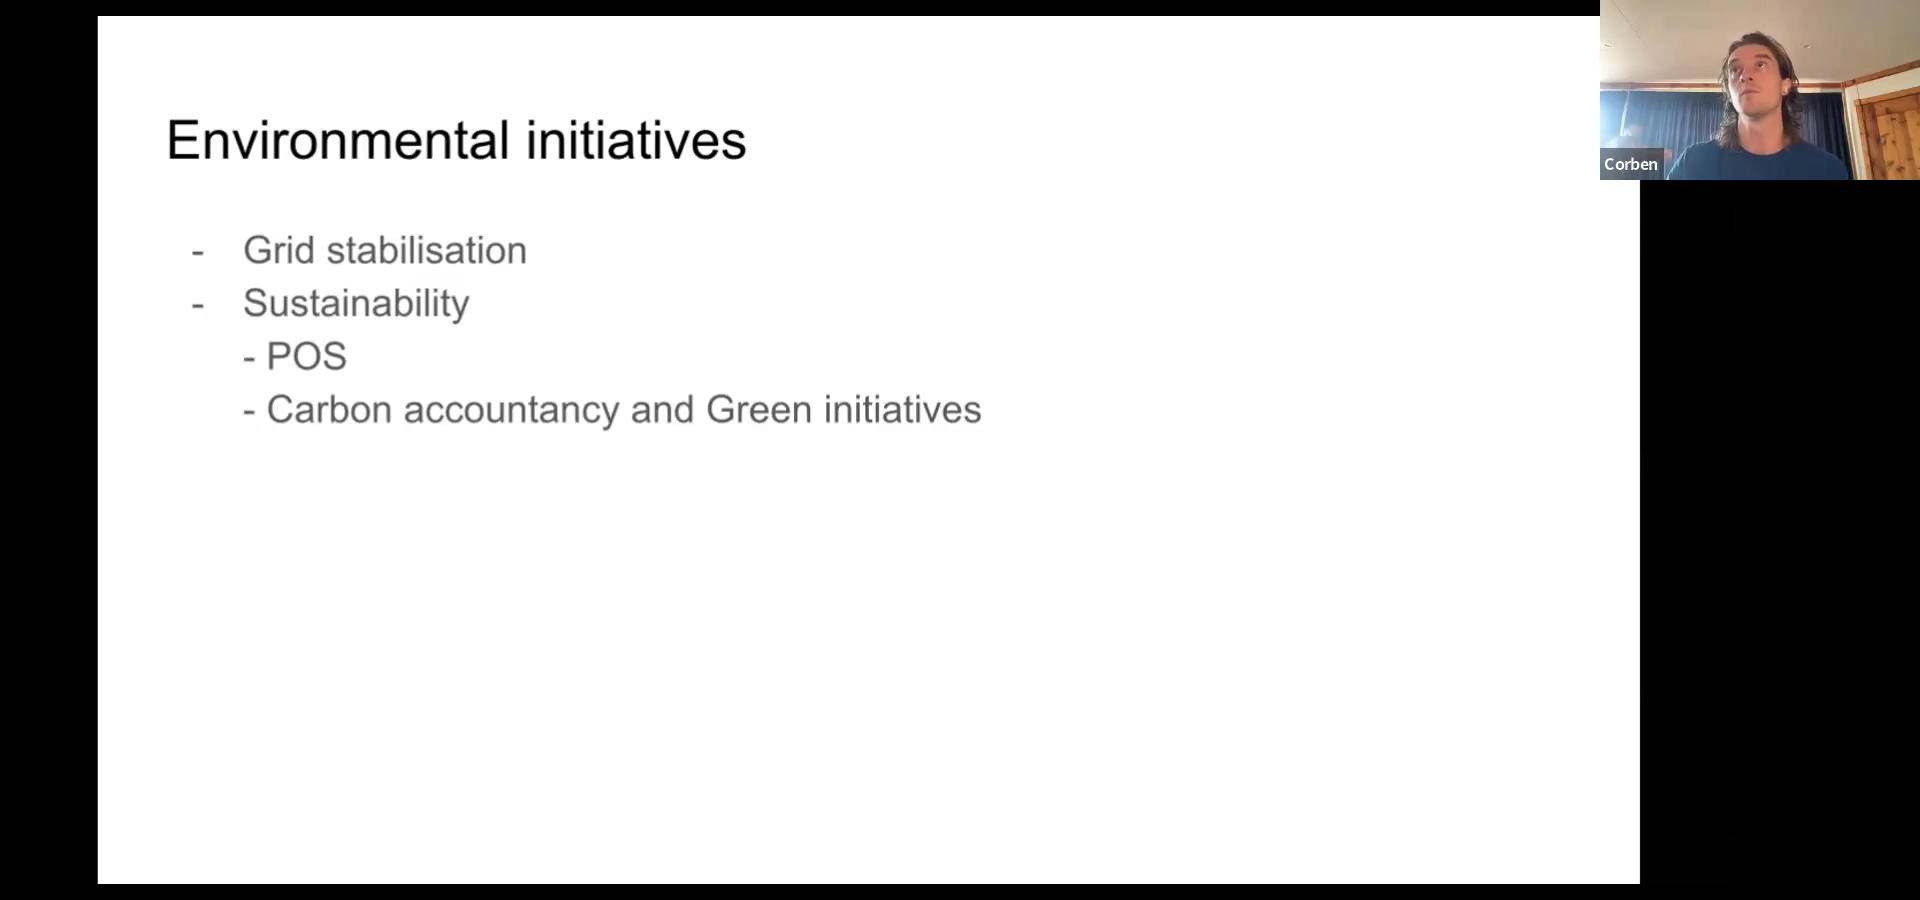 Environmental initiatives
- Grid stabilisation
- Sustainability
- POS
- Carbon accountancy and Green initiatives
Corben